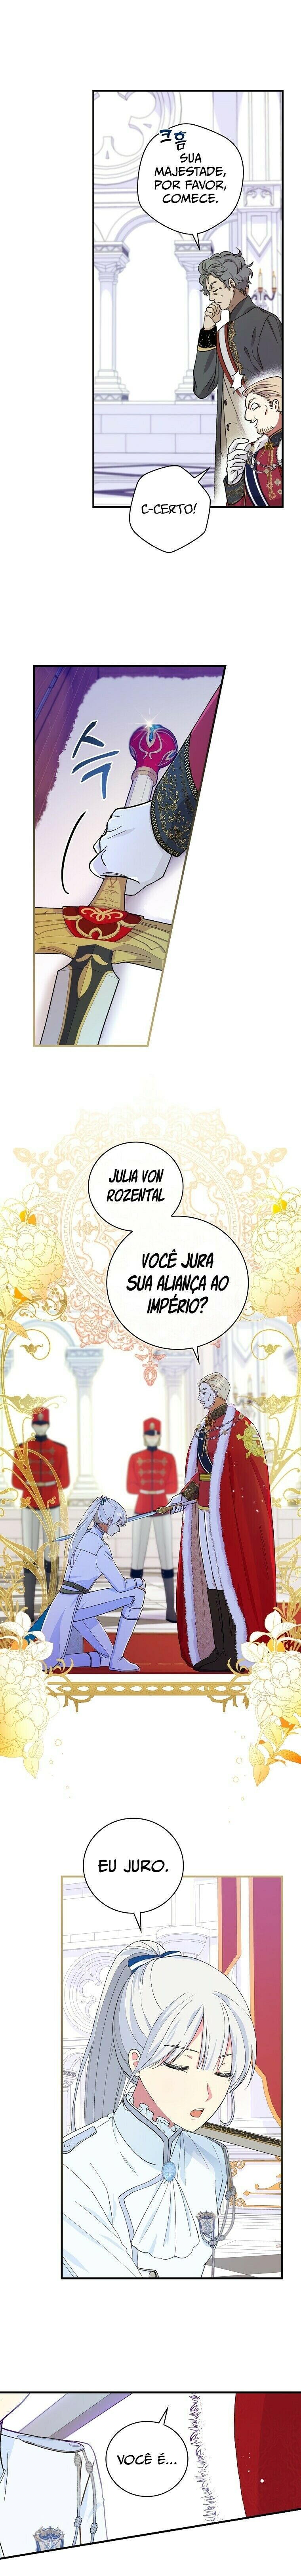 크흠
SUA
MAJESTADE,
POR FAVOR,
COMECE.
C-CERTO!
스윽
JULIA VON
ROZENTAL
VOCÊ JURA
SUA ALIANÇA AO
IMPÉRIO?
EU JURO.
VOCÊ É...